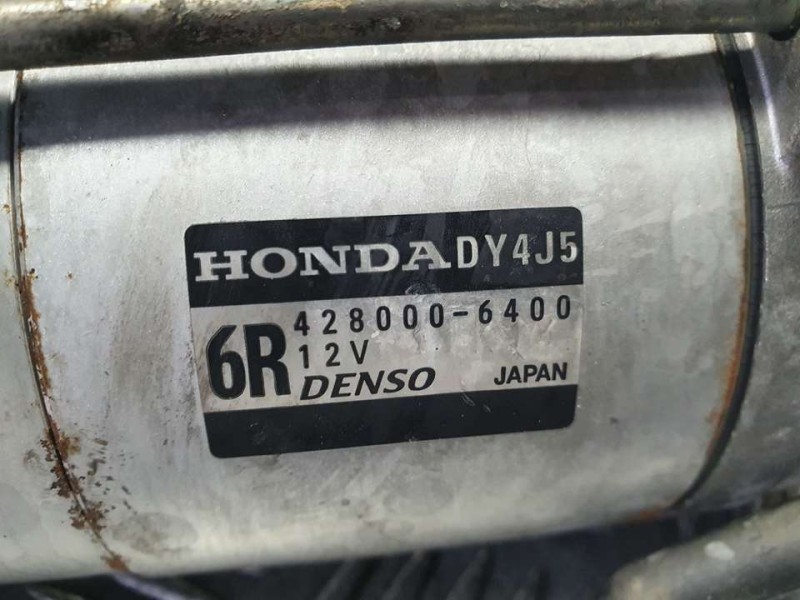 HONDA DY4J5
6R 428000-6400
12V
DENSO JAPAN